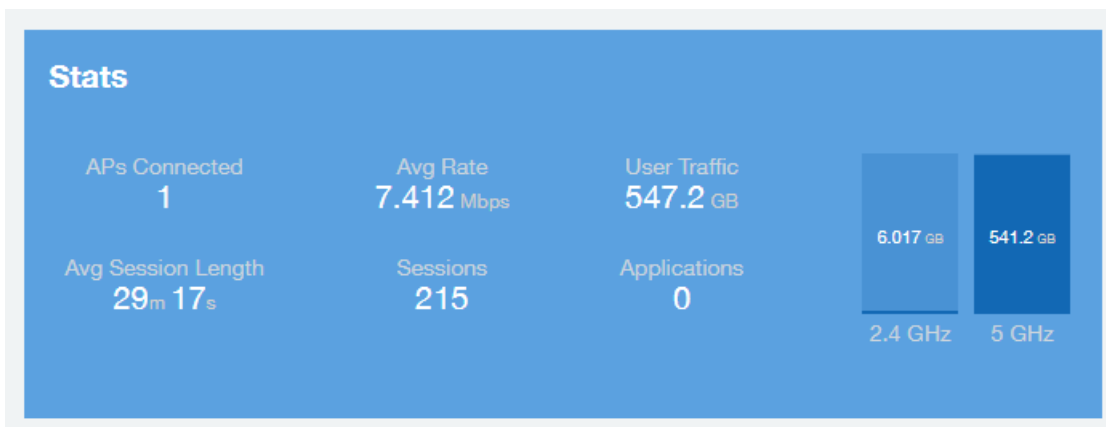 Stats
APs Connected
1
Avg Rate
7.412 Mbps
User Traffic
547.2 GB
Avg Session Length
29m 17s
Sessions
215
Applications
0
6.017 GB
2.4 GHz
541.2 GB
5 GHz